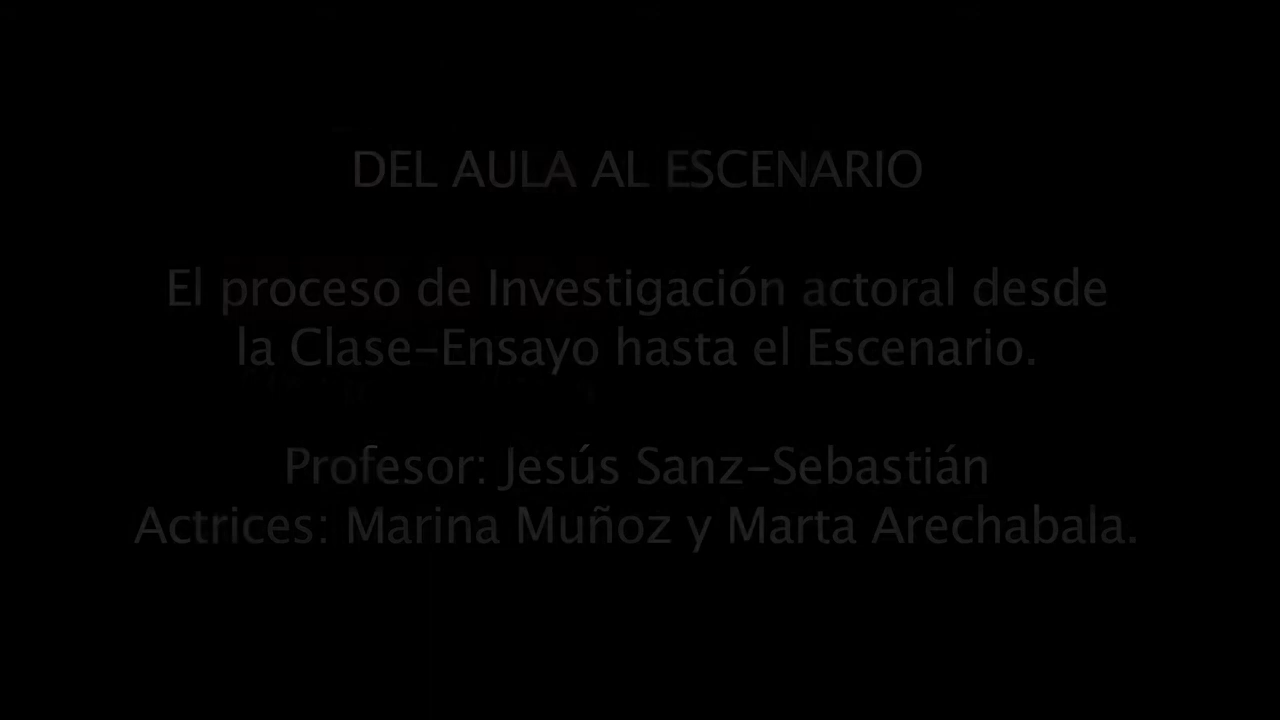 DEL AULA AL ESCENARIO
El proceso de Investigación actoral desde
la Clase-Ensayo hasta el Escenario.
Profesor: Jesús Sanz-Sebastián
Actrices: Marina Muñoz y Marta Arechabala.